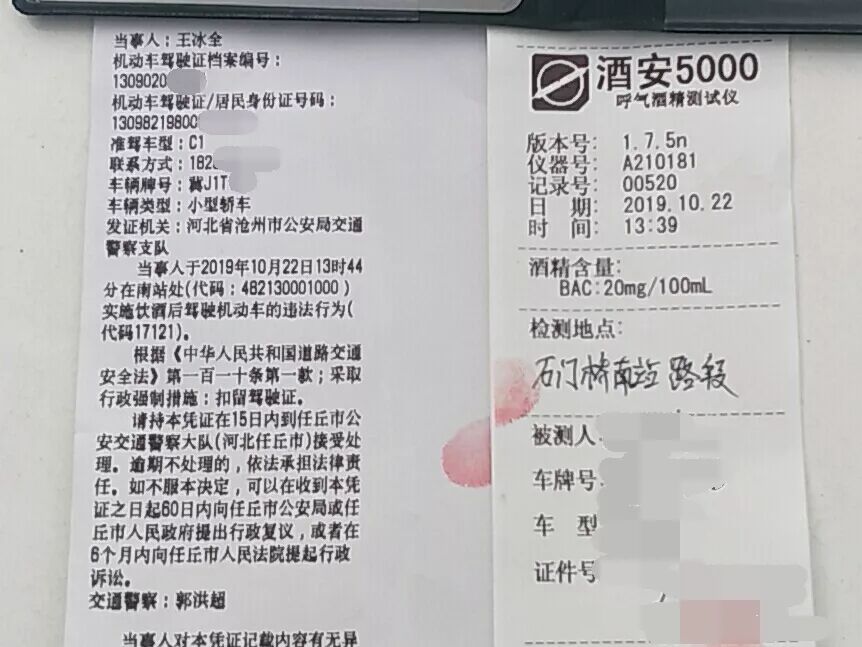 当事人：王冰全
机动车驾驶证档案编号：
1309020
机动车驾驶证/居民身份证号码：
13098219800
准驾车型：C1
联系方式：182
车辆牌号：冀J1T
车辆类型：小型轿车
发证机关：河北省沧州市公安局交通
警察支队
当事人于2019年10月22日13时44
分在南站处(代码：482130001000)
实施饮酒后驾驶机动车的违法行为(
代码17121)。
根据《中华人民共和国道路交通
安全法》第一百一十条第一款；采取
行政强制措施：扣留驾驶证。
请持本凭证在15日内到任丘市公
安交通警察大队(河北任丘市)接受处
理。逾期不处理的，依法承担法律责
任。如不服本决定，可以在收到本凭
证之日起60日内向任丘市公安局或任
丘市人民政府提出行政复议，或者在
6个月内向任丘市人民法院提起行政
诉讼。
交通警察：郭洪超
当事人对本凭证记载内容有无异
酒安5000
呼气酒精测试仪
版本号: 1.7.5n
仪器号: A210181
记录号: 00520
日 期: 2019.10.22
时 间: 13:39
酒精含量:
BAC:20mg/100mL
检测地点:
石门桥南站路段
被测人:
车牌号:
车 型
证件号